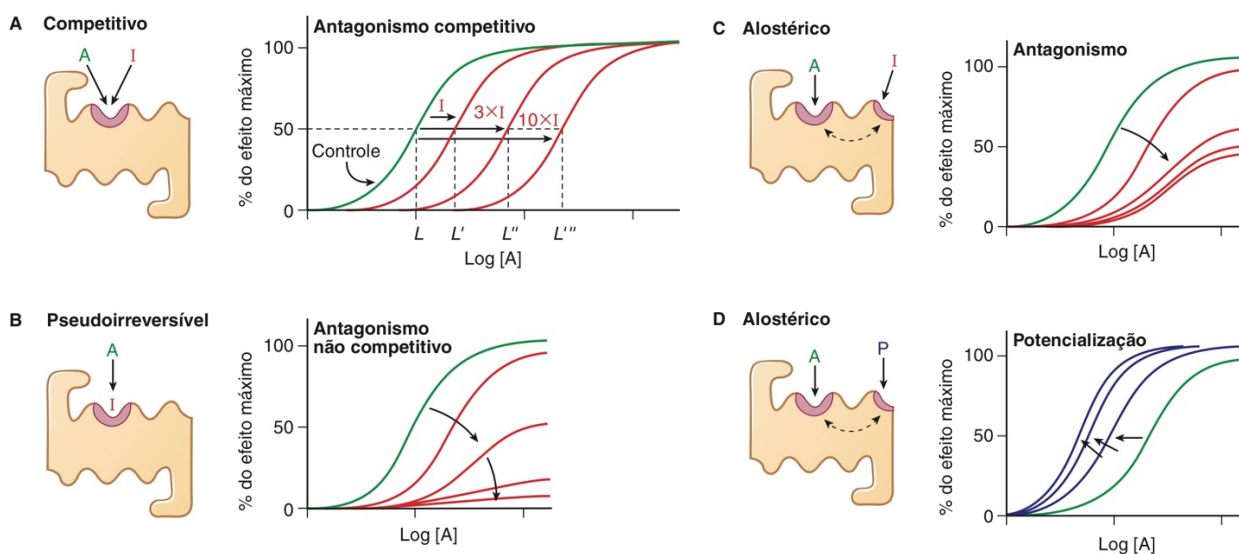 A Competitivo
A I
Antagonismo competitivo
% do efeito máximo
100
50
0
Controle
I
3×I
10×I
L L' L" L'"
Log [A]
B Pseudoirreversível
A
I
Antagonismo
não competitivo
% do efeito máximo
100
50
0
Log [A]
C Alostérico
A I
Antagonismo
% do efeito máximo
100
50
0
Log [A]
D Alostérico
A P
Potencialização
% do efeito máximo
100
50
0
Log [A]